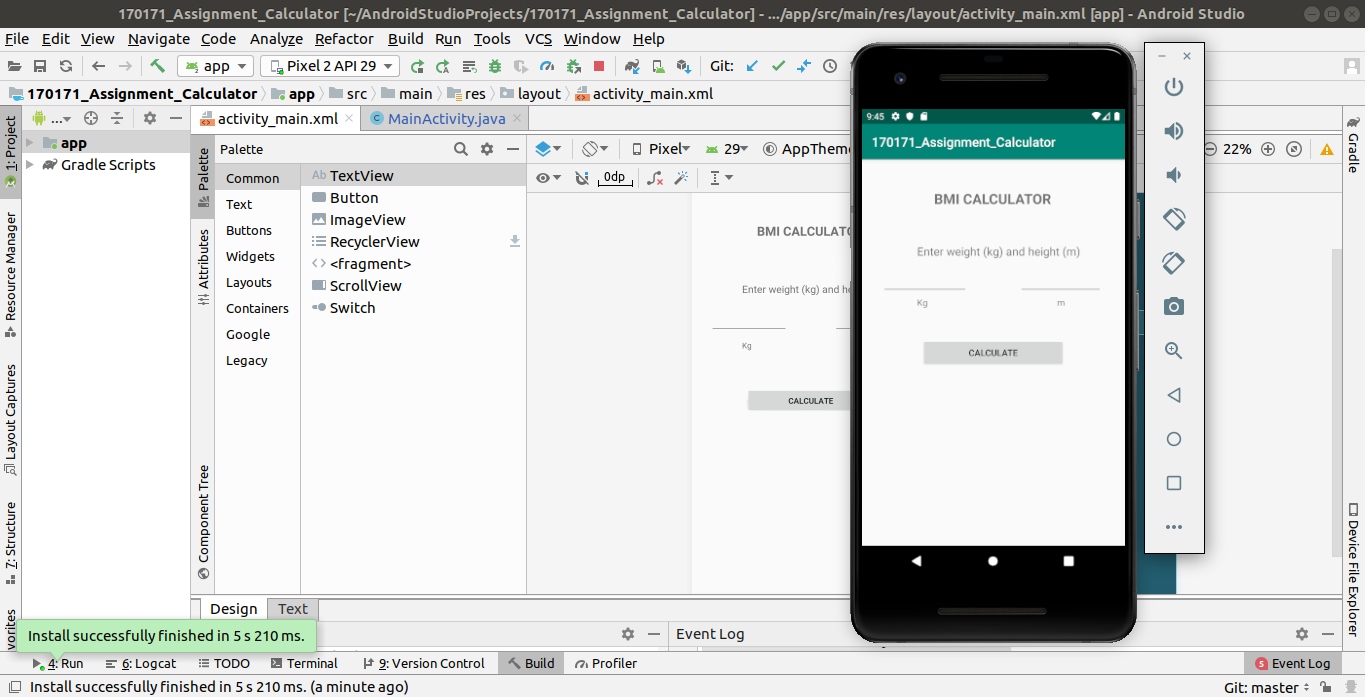 170171_Assignment_Calculator [~/AndroidStudioProjects/170171_Assignment_Calculator] - .../app/src/main/res/layout/activity_main.xml [app] - Android Studio
File Edit View Navigate Code Analyze Refactor Build Run Tools VCS Window Help
app Pixel 2 API 29 Git:
170171_Assignment_Calculator app src main res layout activity_main.xml
1: Project
Resource Manager
Layout Captures
7: Structure
vorites
... 
app
Gradle Scripts
activity_main.xml MainActivity.java
Palette
Attributes
Component Tree
Palette
Common
Text
Buttons
Widgets
Layouts
Containers
Google
Legacy
Ab TextView
Button
ImageView
RecyclerView
<fragment>
ScrollView
Switch
Pixel 29 AppTheme 22%
0dp
BMI CALCULATO
Enter weight (kg) and he
Kg
CALCULATE
9:45
170171_Assignment_Calculator
BMI CALCULATOR
Enter weight (kg) and height (m)
Kg m
CALCULATE
Gradle
Device File Explorer
Design Text
Install successfully finished in 5 s 210 ms.
Event Log
4: Run 6: Logcat TODO Terminal 9: Version Control Build Profiler 5 Event Log
Install successfully finished in 5 s 210 ms. (a minute ago) Git: master